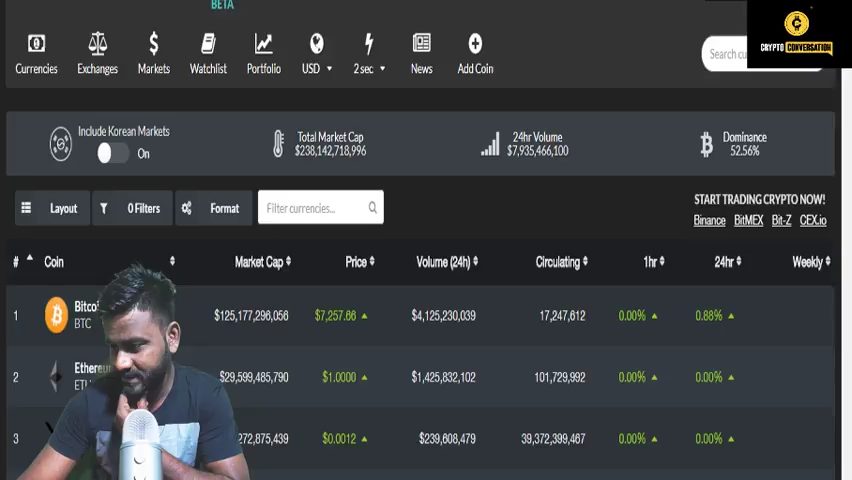 BETA
Currencies Exchanges Markets Watchlist Portfolio USD 2 sec News Add Coin
Search
CRYPTO CONVERSATION
Include Korean Markets
On
Total Market Cap
$238,142,718,996
24hr Volume
$7,935,466,100
Dominance
52.56%
Layout 0 Filters Format Filter currencies...
START TRADING CRYPTO NOW!
Binance BitMEX Bit-Z CEX.io
# Coin Market Cap Price Volume (24h) Circulating 1hr 24hr Weekly
1 BTC $125,177,296,056 $7,257.66 $4,125,230,039 17,247,612 0.00% 0.88%
2 $29,599,485,790 $1.0000 $1,425,832,102 101,729,992 0.00% 0.00%
3 272,875,439 $0.0012 $239,608,479 39,372,399,467 0.00% 0.00%